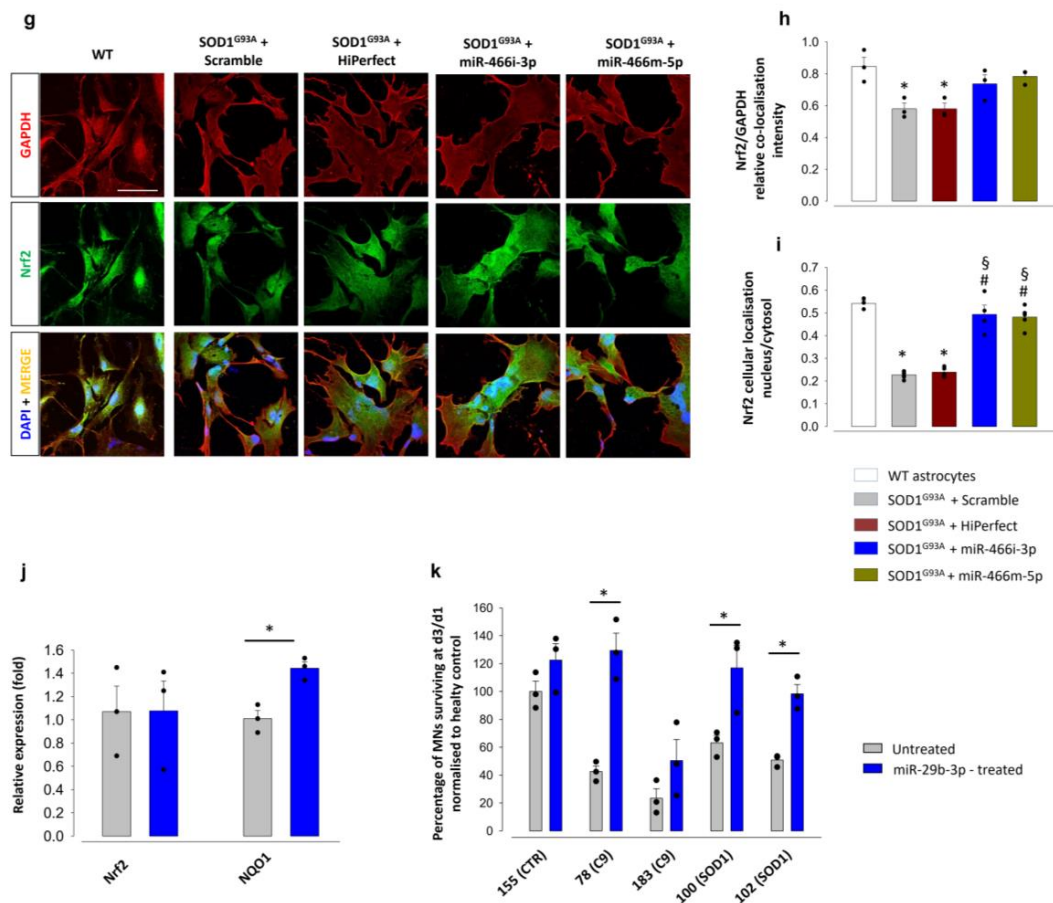 g
WT
SOD1G93A +
Scramble
SOD1G93A +
HiPerfect
SOD1G93A +
miR-466i-3p
SOD1G93A +
miR-466m-5p
GAPDH
Nrf2
DAPI + MERGE
h
Nrf2/GAPDH
relative co-localisation
intensity
1.0
0.8
0.6
0.4
0.2
0.0
* *
i
Nrf2 cellular localisation
nucleus/cytosol
0.7
0.6
0.5
0.4
0.3
0.2
0.1
0.0
* *
§ §
# #
WT astrocytes
SOD1G93A + Scramble
SOD1G93A + HiPerfect
SOD1G93A + miR-466i-3p
SOD1G93A + miR-466m-5p
j
Relative expression (fold)
1.6
1.4
1.2
1.0
0.8
0.6
0.4
0.2
0.0
*
Nrf2
NQO1
k
Percentage of MNs surviving at d3/d1
normalised to healty control
160
140
120
100
80
60
40
20
0
*
*
*
155 (CTR)
78 (C9)
183 (C9)
100 (SOD1)
102 (SOD1)
Untreated
miR-29b-3p - treated